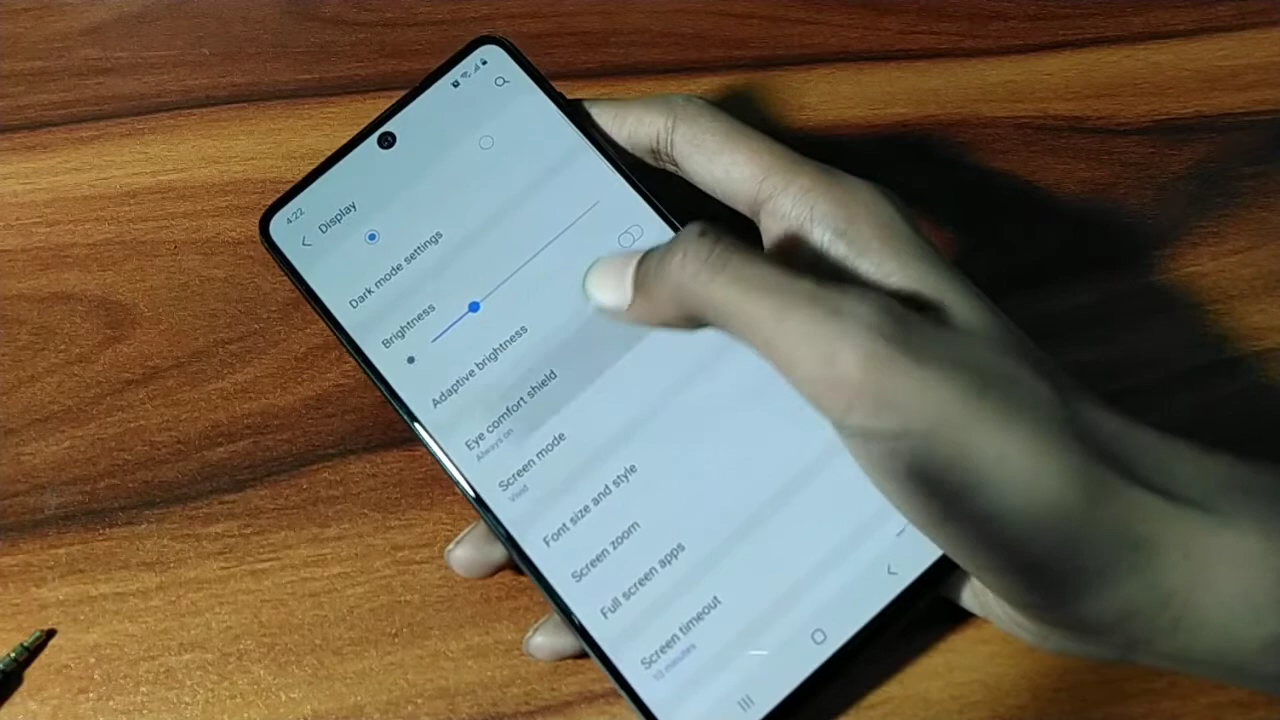 4:22
Display
Dark mode settings
Brightness
Adaptive brightness
Eye comfort shield
Always on
Screen mode
Vivid
Font size and style
Screen zoom
Full screen apps
Screen timeout
10 minutes